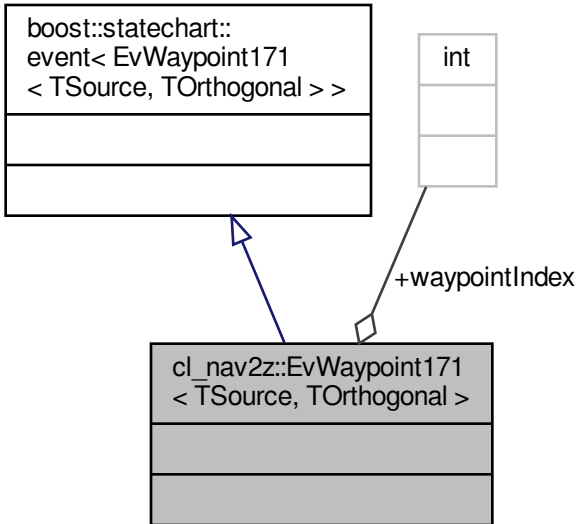 boost::statechart::
event< EvWaypoint171
< TSource, TOrthogonal > >
int
+waypointIndex
cl_nav2z::EvWaypoint171
< TSource, TOrthogonal >